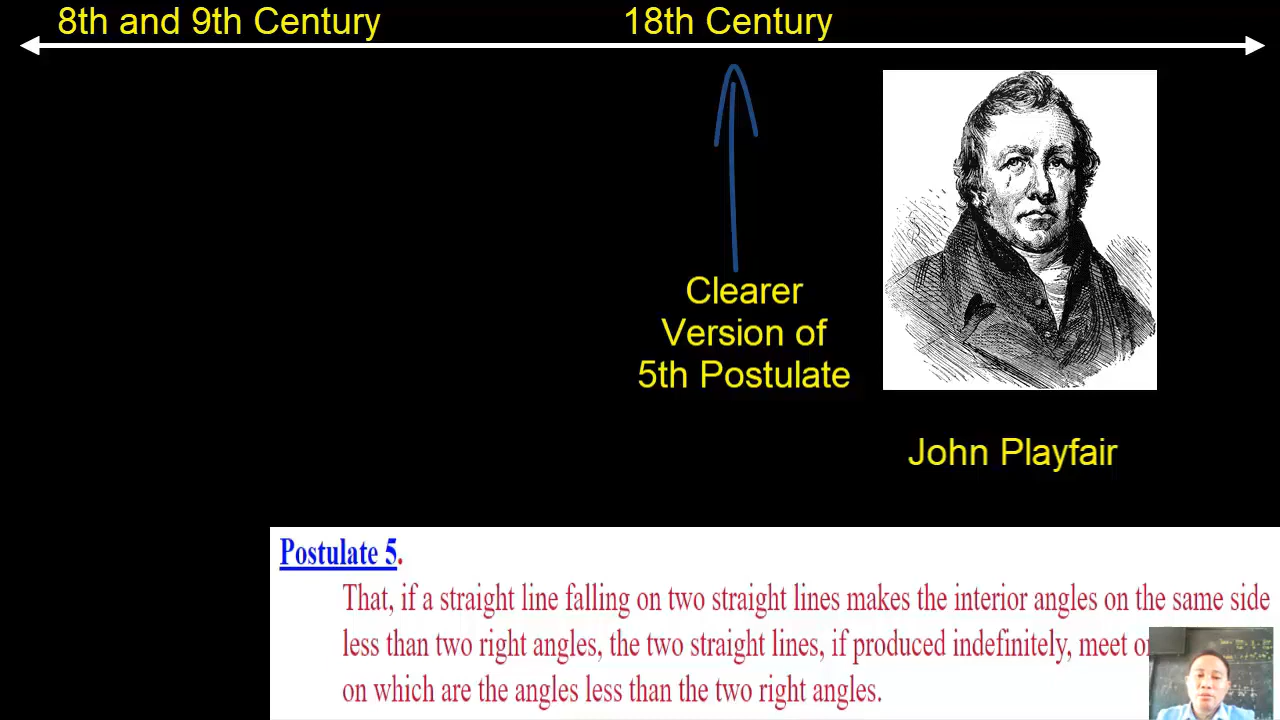 8th and 9th Century
18th Century
Clearer
Version of
5th Postulate
John Playfair
Postulate 5.
That, if a straight line falling on two straight lines makes the interior angles on the same side
less than two right angles, the two straight lines, if produced indefinitely, meet
on which are the angles less than the two right angles.